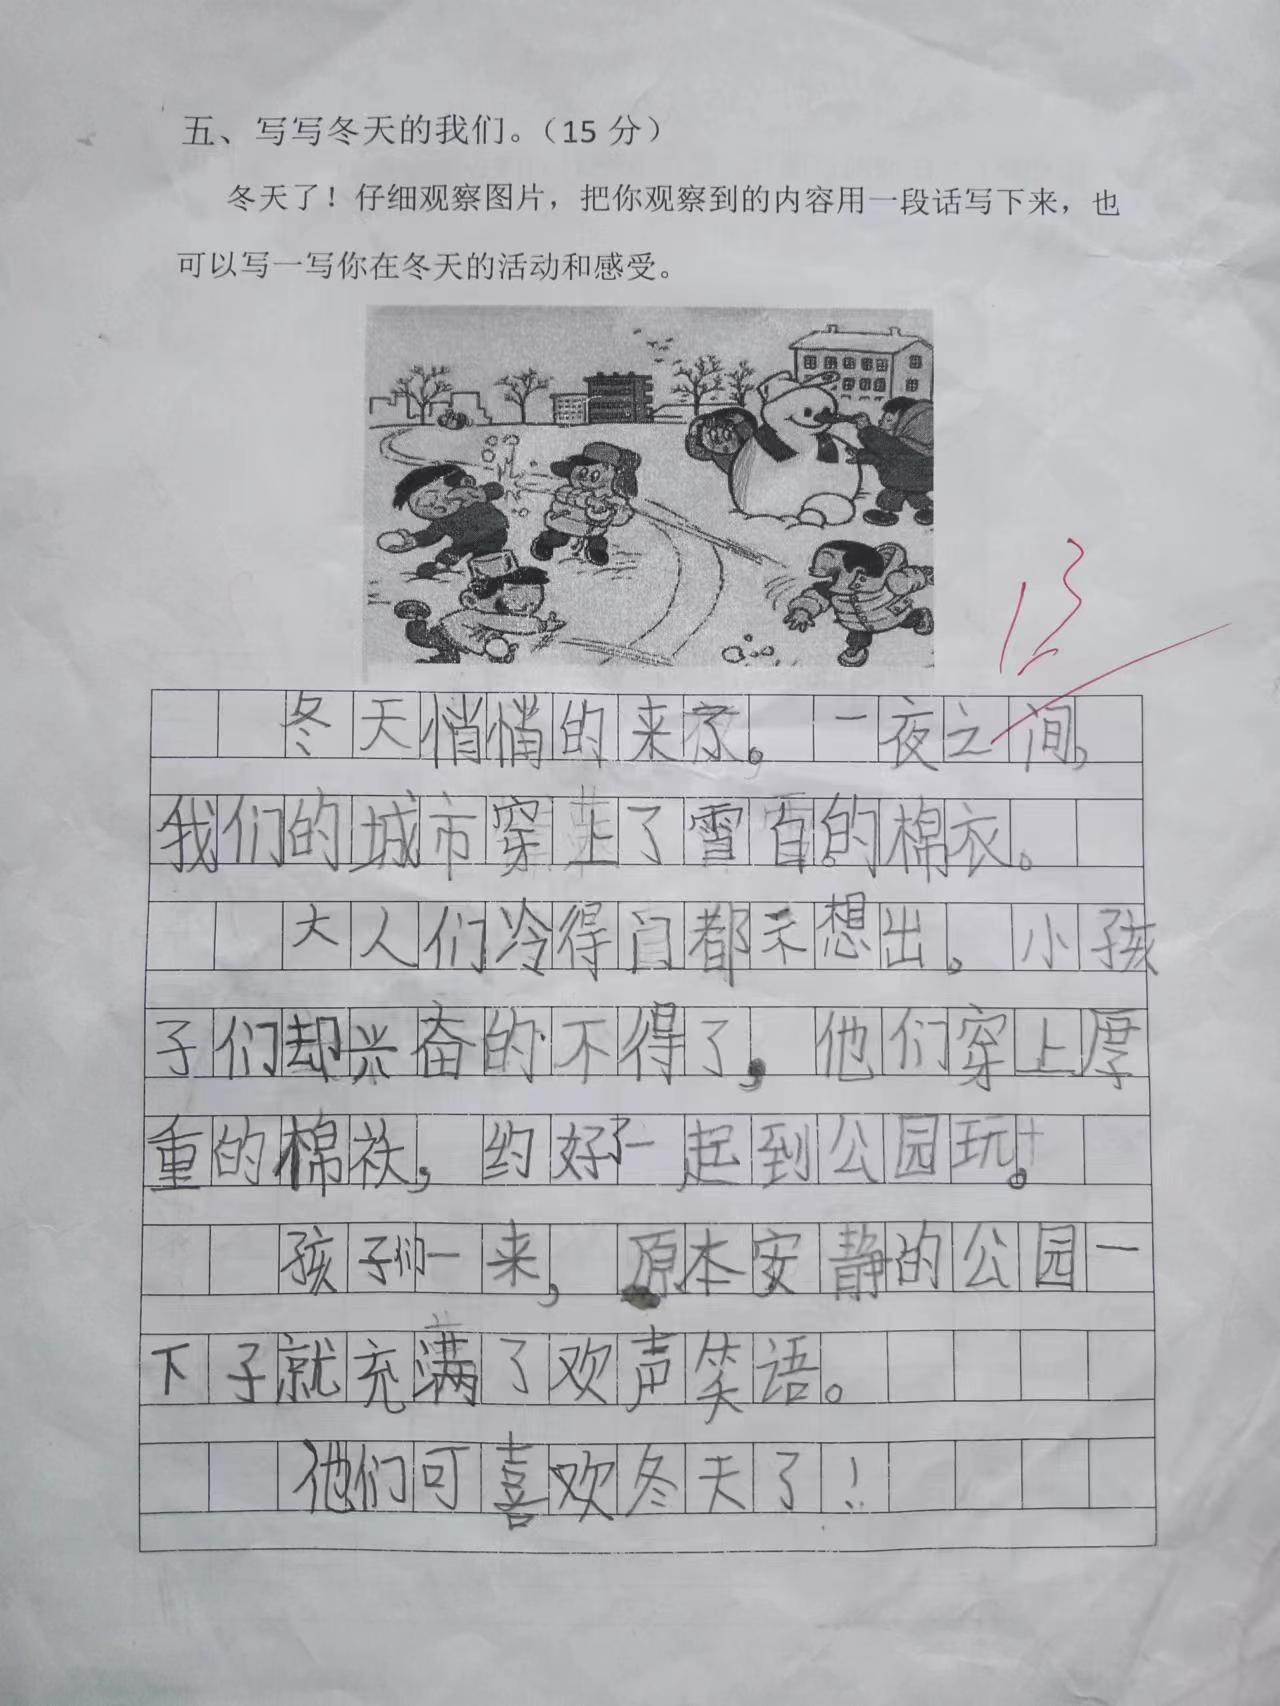 五、写写冬天的我们。（15 分）
冬天了！仔细观察图片，把你观察到的内容用一段话写下来，也
可以写一写你在冬天的活动和感受。
13
冬天悄悄的来了。一夜之间，
我们的城市穿上了雪百的棉衣。
大人们冷得门都不想出。小孩
子们却兴奋的不得了，他们穿上厚
重的棉袄，约好了一起到公园玩。
孩子们一来，原本安静的公园一
下子就充满了欢声笑语。
他们可喜欢冬天了！